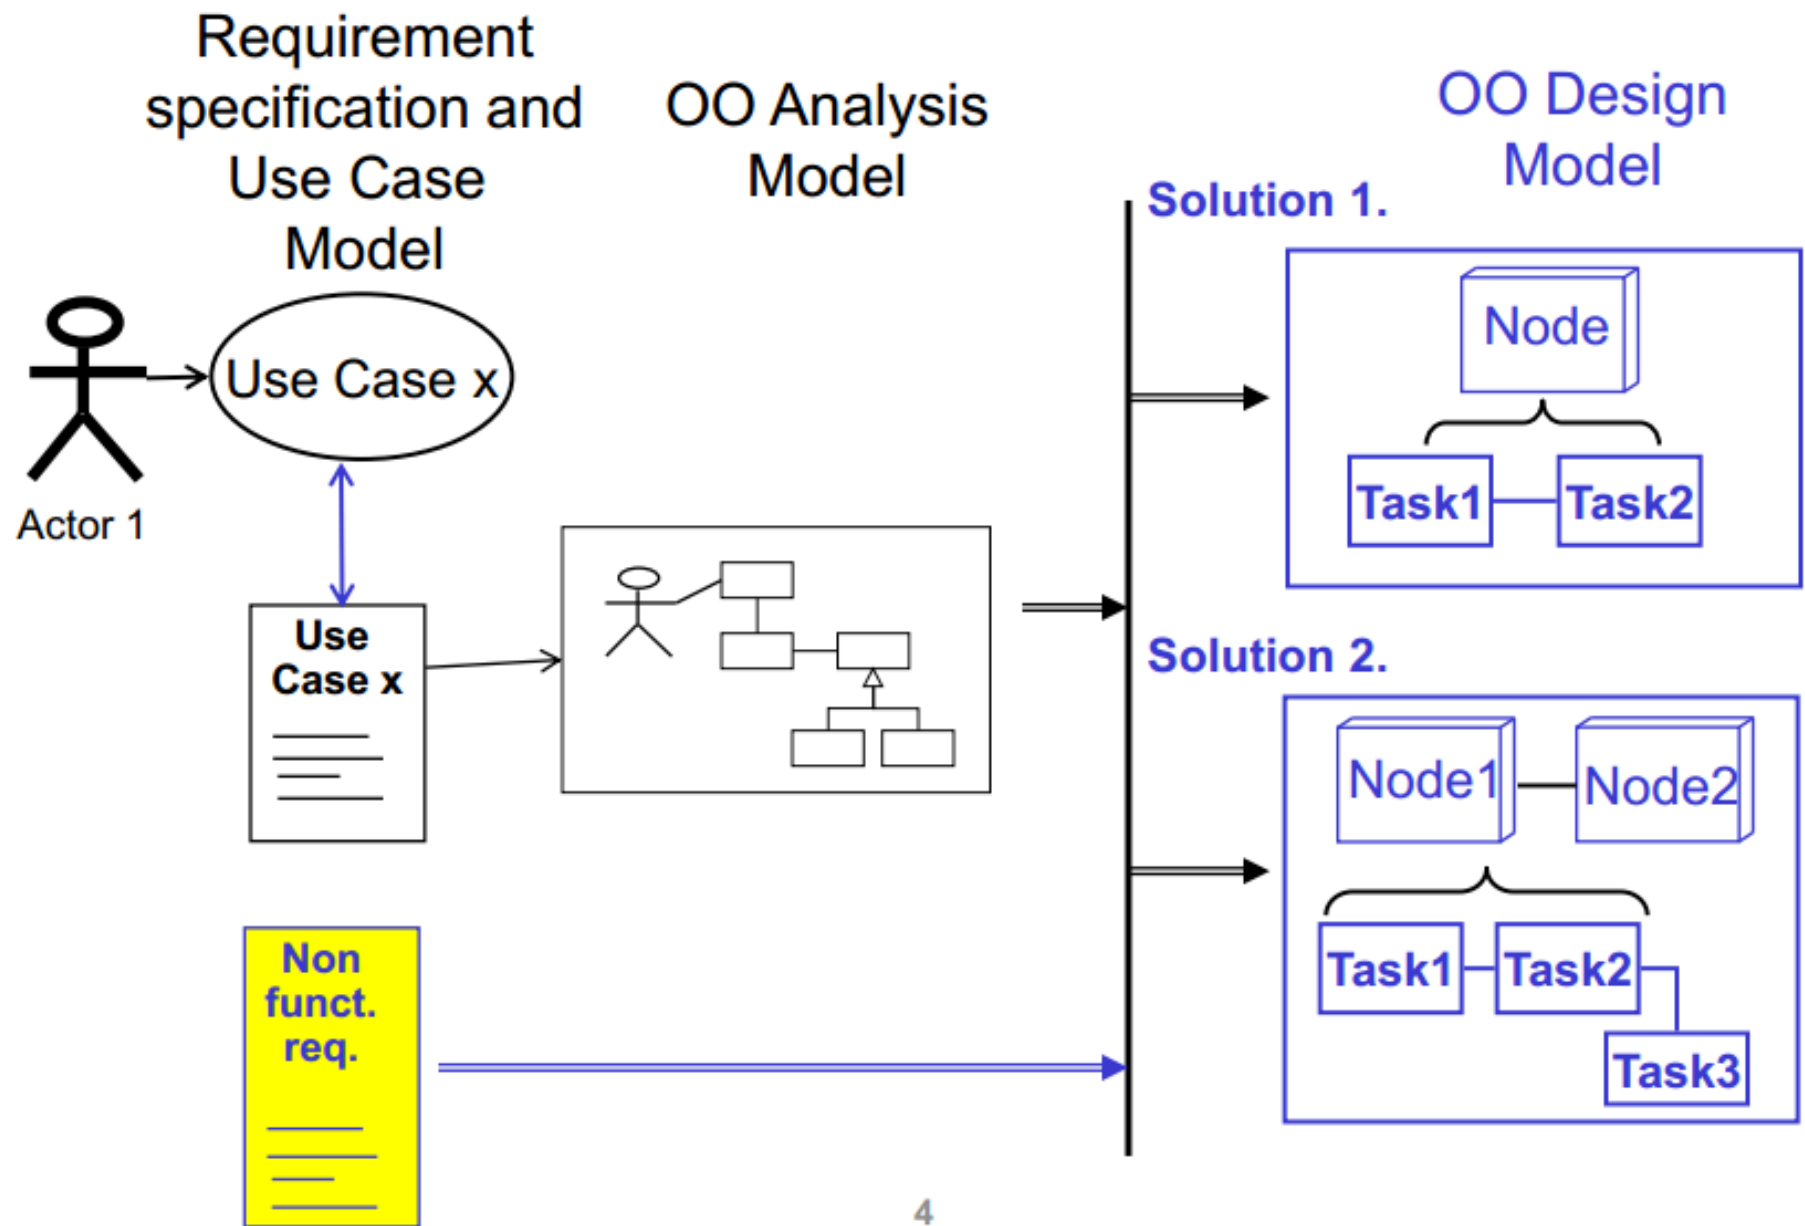 Requirement
specification and
Use Case
Model
OO Analysis
Model
OO Design
Model
Solution 1.
Node
Task1
Task2
Use Case x
Actor 1
Use
Case x
Solution 2.
Node1
Node2
Task1
Task2
Task3
Non
funct.
req.
4